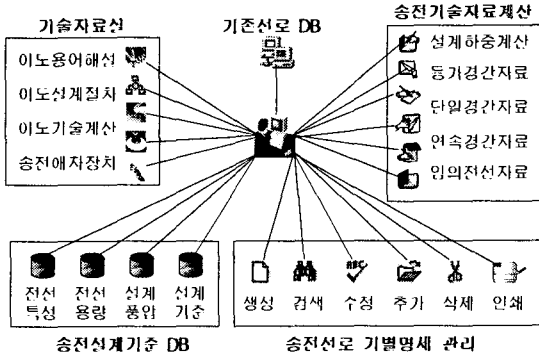 기술자료실
기존선로 DB
송전기술자료계산
이도용어해설
이도설계절차
이도기술계산
송전애자장치
설계하중계산
등가경간자료
단일경간자료
연속경간자료
임의전선자료
전선 전선 설계 설계
특성 용량 풍압 기준
송전설계기준 DB
ABC
생성 검색 수정 추가 삭제 인쇄
송전선로 기별명세 관리